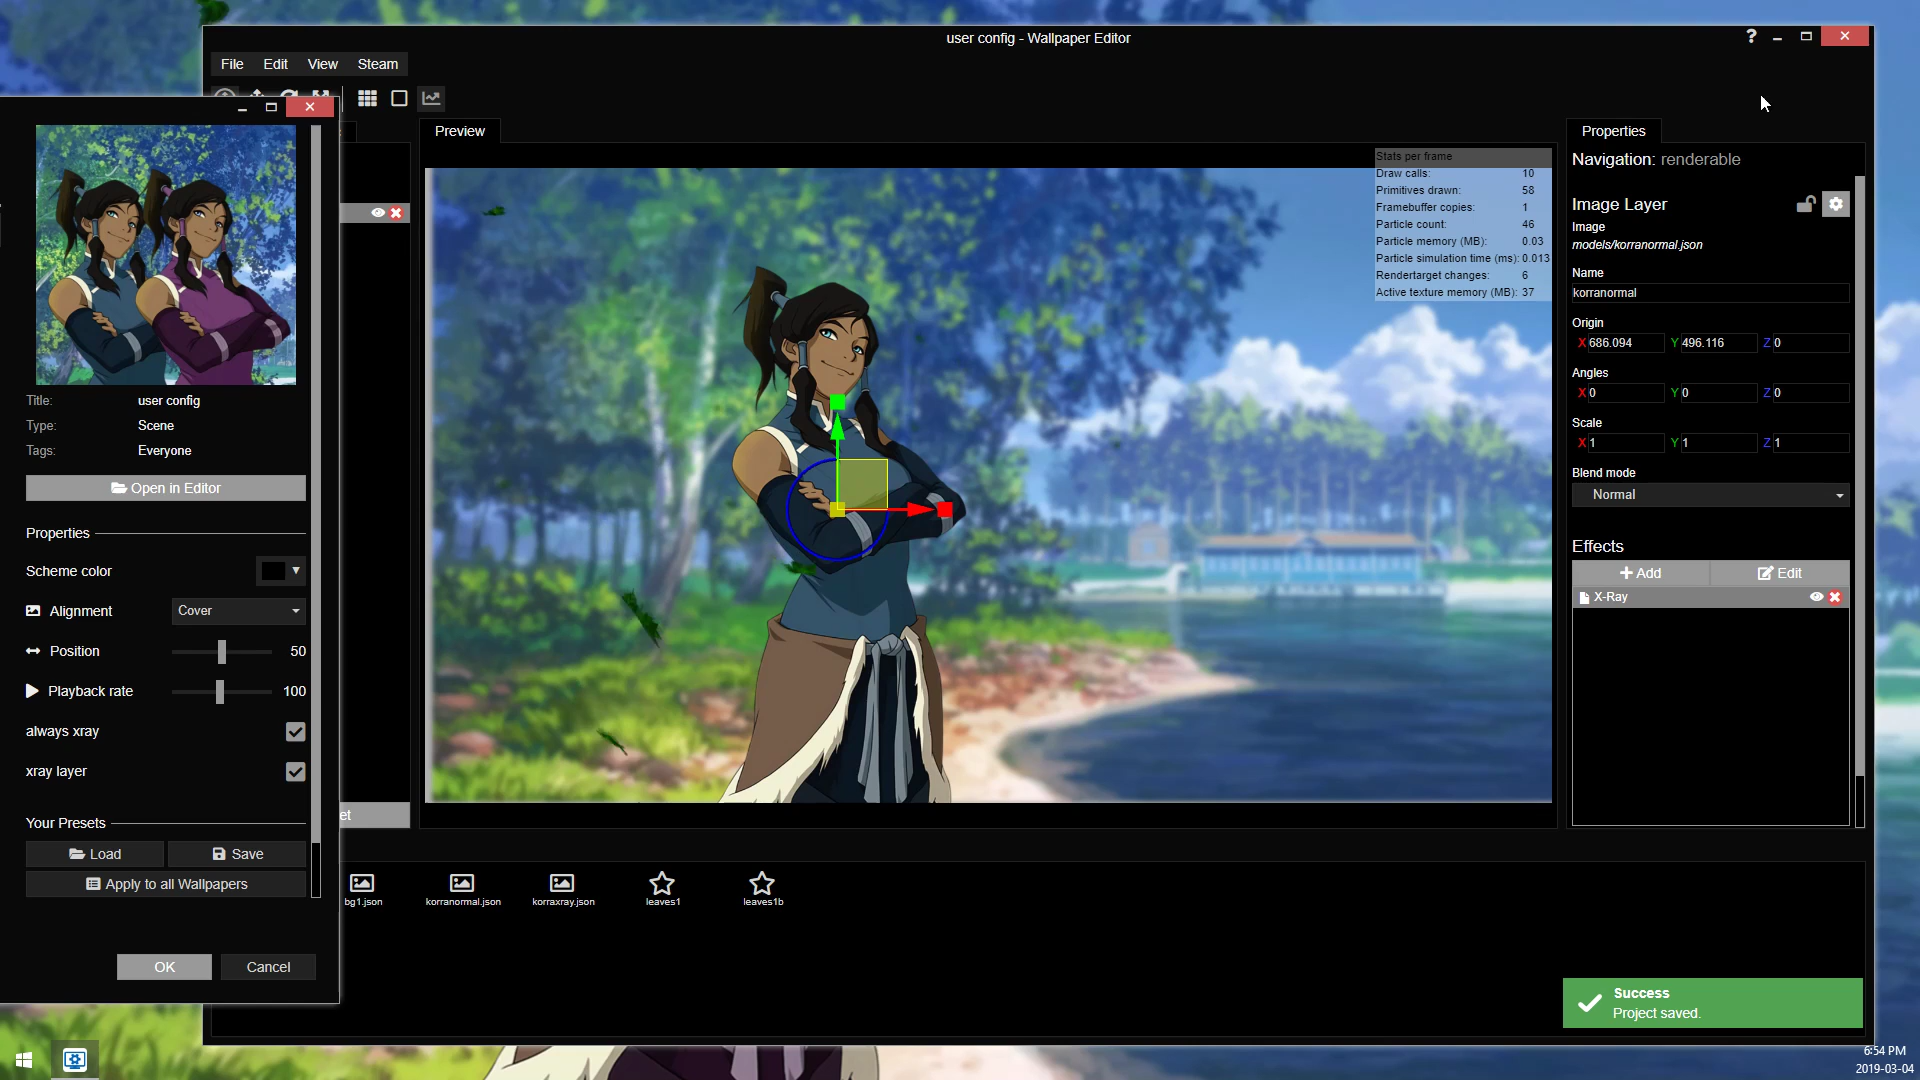 user config - Wallpaper Editor
?
File Edit View Steam
Preview
Properties
Navigation: renderable
Stats per frame
Draw calls: 10
Primitives drawn: 58
Framebuffer copies: 1
Particle count: 46
Particle memory (MB): 0.03
Particle simulation time (ms): 0.013
Rendertarget changes: 6
Active texture memory (MB): 37
Image Layer
Image
models/korranormal.json
Name
korranormal
Origin
X 686.094 Y 496.116 Z 0
Angles
X 0 Y 0 Z 0
Scale
X 1 Y 1 Z 1
Blend mode
Normal
Effects
Add Edit
X-Ray
Title: user config
Type: Scene
Tags: Everyone
Open in Editor
Properties
Scheme color
Alignment Cover
Position 50
Playback rate 100
always xray
xray layer
Your Presets
Load Save
Apply to all Wallpapers
OK Cancel
et
bg1.json korranormal.json korraxray.json leaves1 leaves1b
Success
Project saved.
6:54 PM
2019-03-04